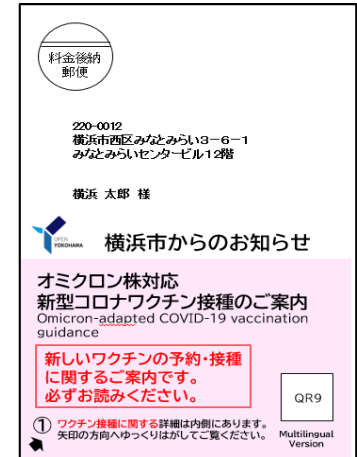 料金後納
郵便
220-0012
横浜市西区みなとみらい3-6-1
みなとみらいセンタービル12階
横浜 太郎 様
OPEN
YOKOHAMA
横浜市からのお知らせ
オミクロン株対応
新型コロナワクチン接種のご案内
Omicron-adapted COVID-19 vaccination
guidance
新しいワクチンの予約・接種
に関するご案内です。
必ずお読みください。
QR9
① ワクチン接種に関する詳細は内側にあります。
矢印の方向へゆっくりはがしてご覧ください。
Multilingual
Version